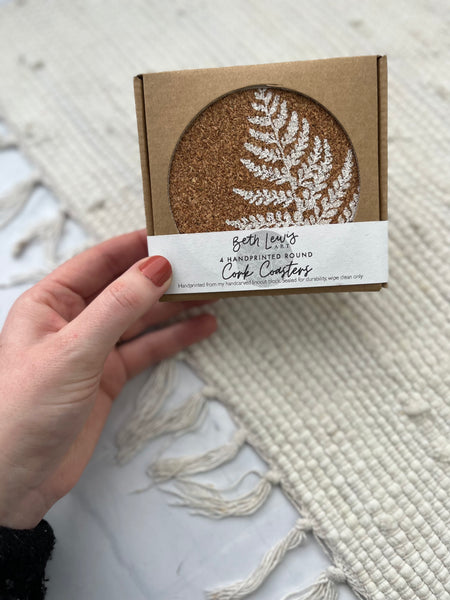 Beth Lewis
ART
4 HANDPRINTED ROUND
Cork Coasters
Handprinted from my handcarved linocut block. Sealed for durability, wipe clean only